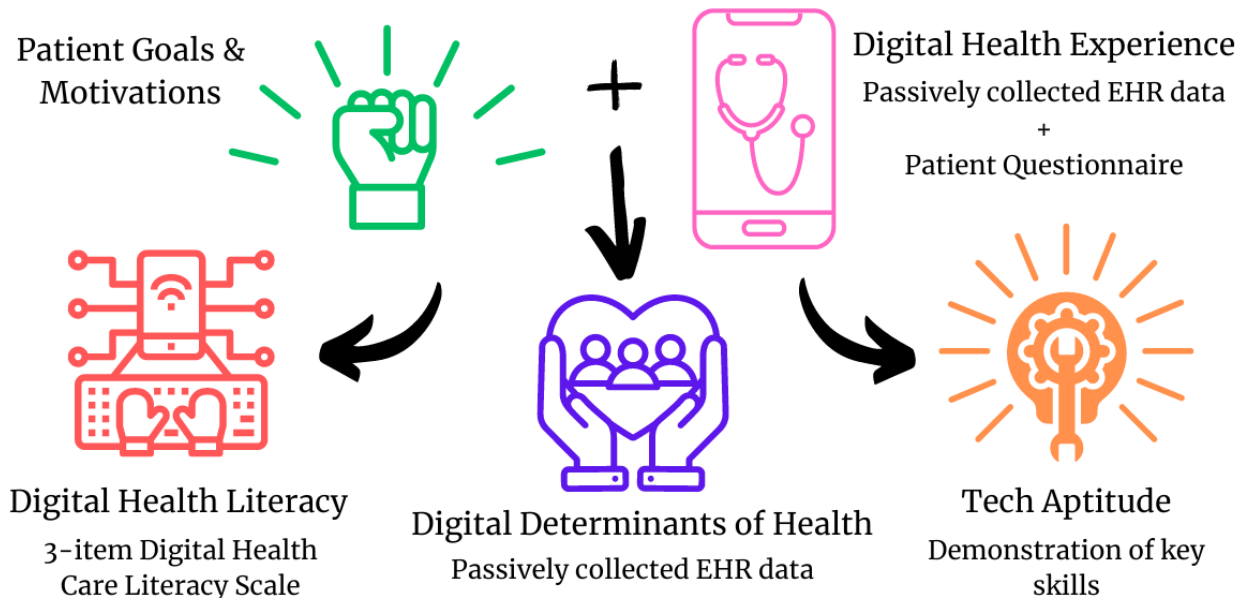 Patient Goals &
Motivations
+
Digital Health Experience
Passively collected EHR data
+
Patient Questionnaire
Digital Health Literacy
3-item Digital Health
Care Literacy Scale
Digital Determinants of Health
Passively collected EHR data
Tech Aptitude
Demonstration of key
skills